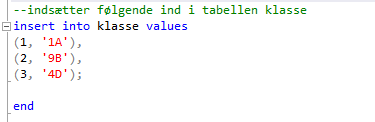 --indsætter følgende ind i tabellen klasse
insert into klasse values
(1, '1A'),
(2, '9B'),
(3, '4D');
end